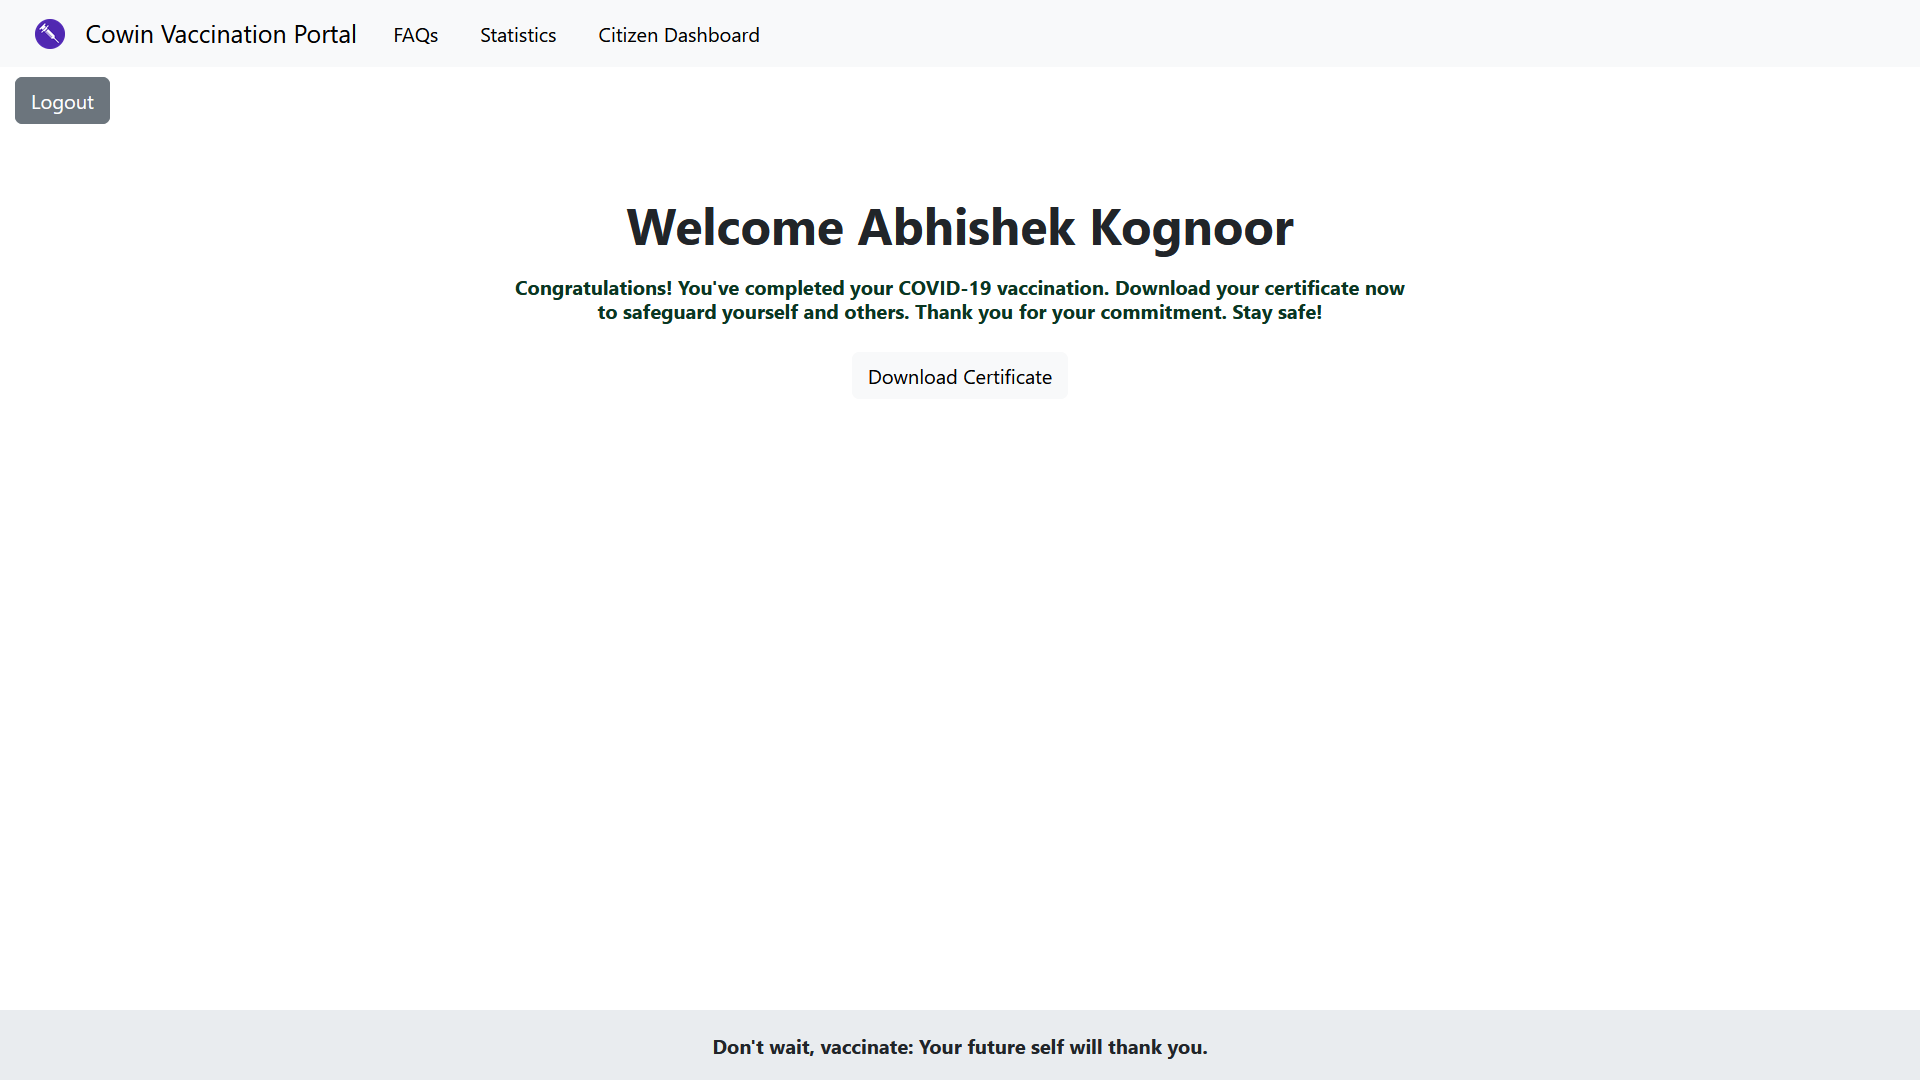 Cowin Vaccination Portal FAQs Statistics Citizen Dashboard
Logout
Welcome Abhishek Kognoor
Congratulations! You've completed your COVID-19 vaccination. Download your certificate now
to safeguard yourself and others. Thank you for your commitment. Stay safe!
Download Certificate
Don't wait, vaccinate: Your future self will thank you.